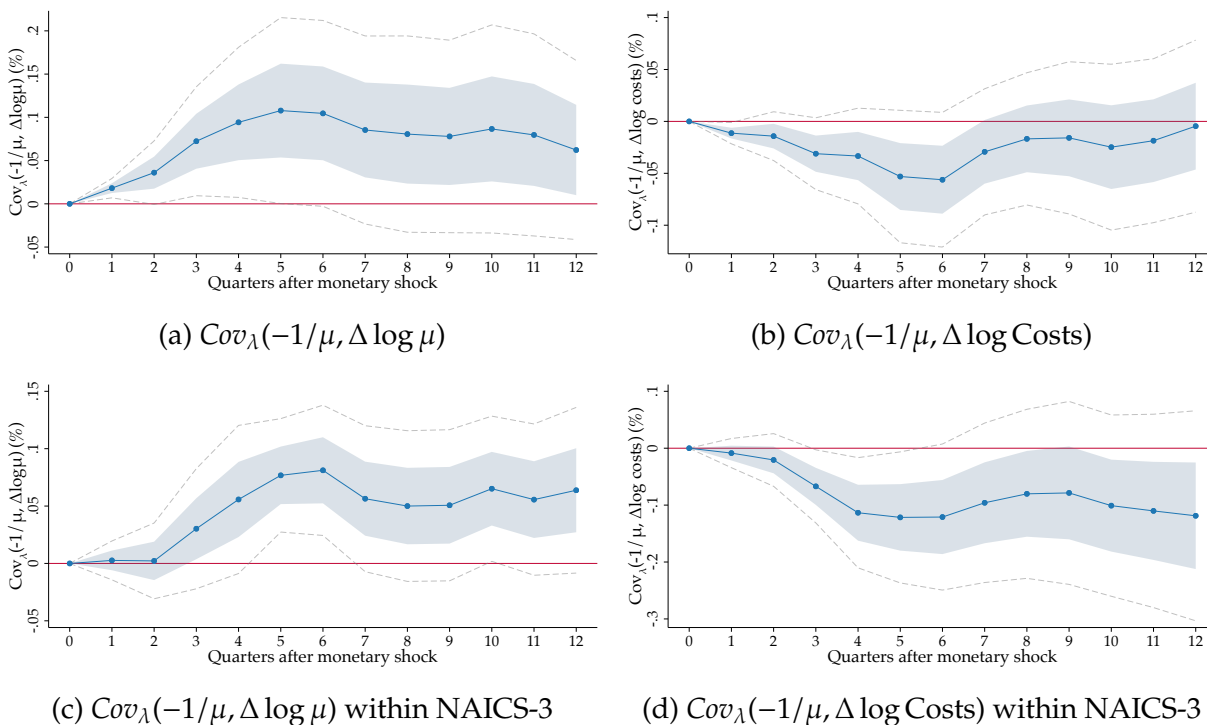 Cov_λ(-1/μ, Δlogμ) (%)
-.05 0 .05 .1 .15 .2
0 1 2 3 4 5 6 7 8 9 10 11 12
Quarters after monetary shock
(a) Cov_λ(−1/μ, Δ log μ)
Cov_λ(-1/μ, Δlog costs) (%)
-.1 -.05 0 .05 .1
0 1 2 3 4 5 6 7 8 9 10 11 12
Quarters after monetary shock
(b) Cov_λ(−1/μ, Δ log Costs)
Cov_λ(-1/μ, Δlogμ) (%)
-.05 0 .05 .1 .15
0 1 2 3 4 5 6 7 8 9 10 11 12
Quarters after monetary shock
(c) Cov_λ(−1/μ, Δ log μ) within NAICS-3
Cov_λ(-1/μ, Δlog costs) (%)
-.3 -.2 -.1 0 .1
0 1 2 3 4 5 6 7 8 9 10 11 12
Quarters after monetary shock
(d) Cov_λ(−1/μ, Δ log Costs) within NAICS-3